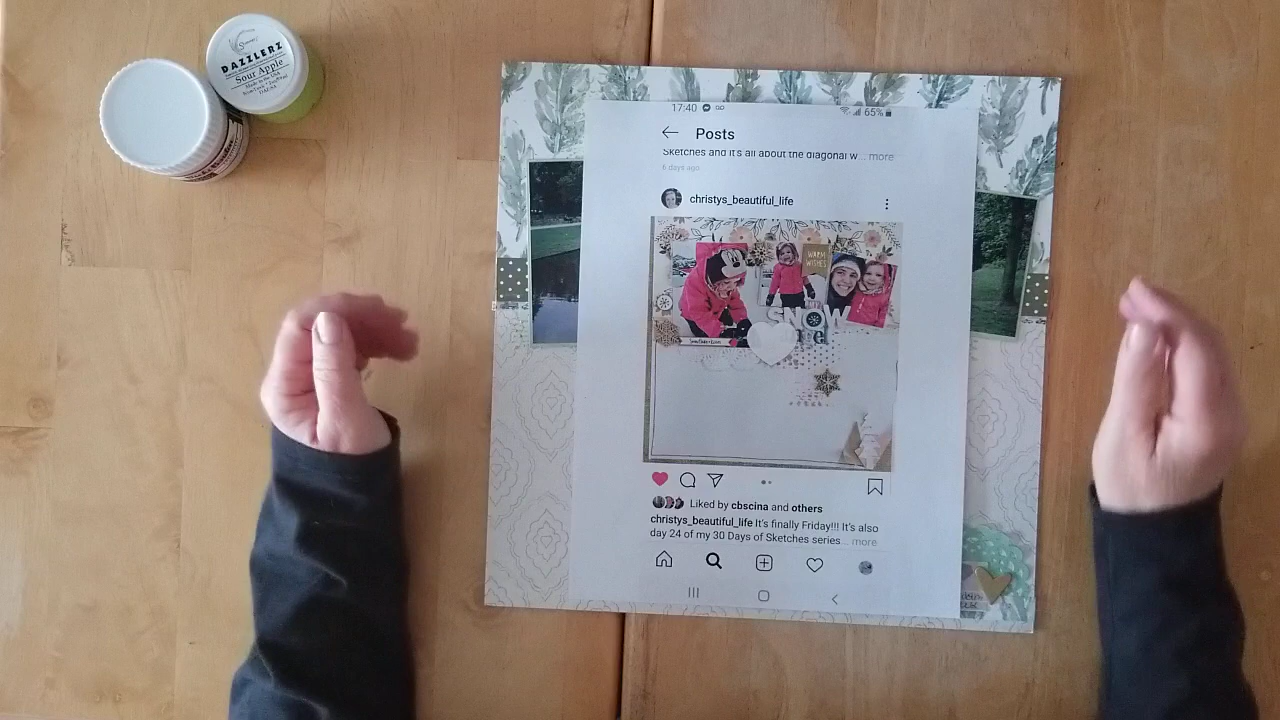 DAZZLERZ
Sour Apple
17:40
65%
← Posts
Sketches and it's all about the diagonal w... more
6 days ago
christys_beautiful_life
WARM
WISHES
SNOW
Liked by cbscina and others
christys_beautiful_life It's finally Friday!!! It's also
day 24 of my 30 Days of Sketches series... more